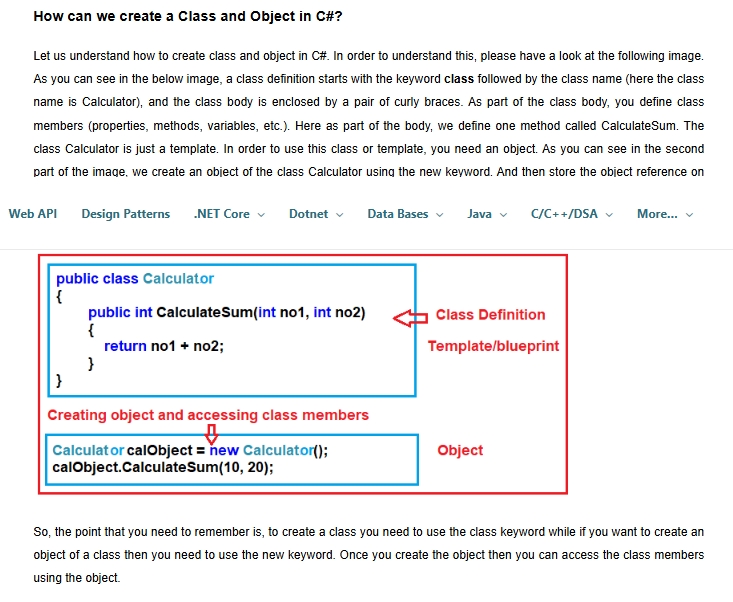 How can we create a Class and Object in C#?
Let us understand how to create class and object in C#. In order to understand this, please have a look at the following image.
As you can see in the below image, a class definition starts with the keyword class followed by the class name (here the class
name is Calculator), and the class body is enclosed by a pair of curly braces. As part of the class body, you define class
members (properties, methods, variables, etc.). Here as part of the body, we define one method called CalculateSum. The
class Calculator is just a template. In order to use this class or template, you need an object. As you can see in the second
part of the image, we create an object of the class Calculator using the new keyword. And then store the object reference on
Web API Design Patterns .NET Core Dotnet Data Bases Java C/C++/DSA More...
public class Calculator
{
public int CalculateSum(int no1, int no2)
{
return no1 + no2;
}
}
Class Definition
Template/blueprint
Creating object and accessing class members
Calculator calObject = new Calculator();
calObject.CalculateSum(10, 20);
Object
So, the point that you need to remember is, to create a class you need to use the class keyword while if you want to create an
object of a class then you need to use the new keyword. Once you create the object then you can access the class members
using the object.